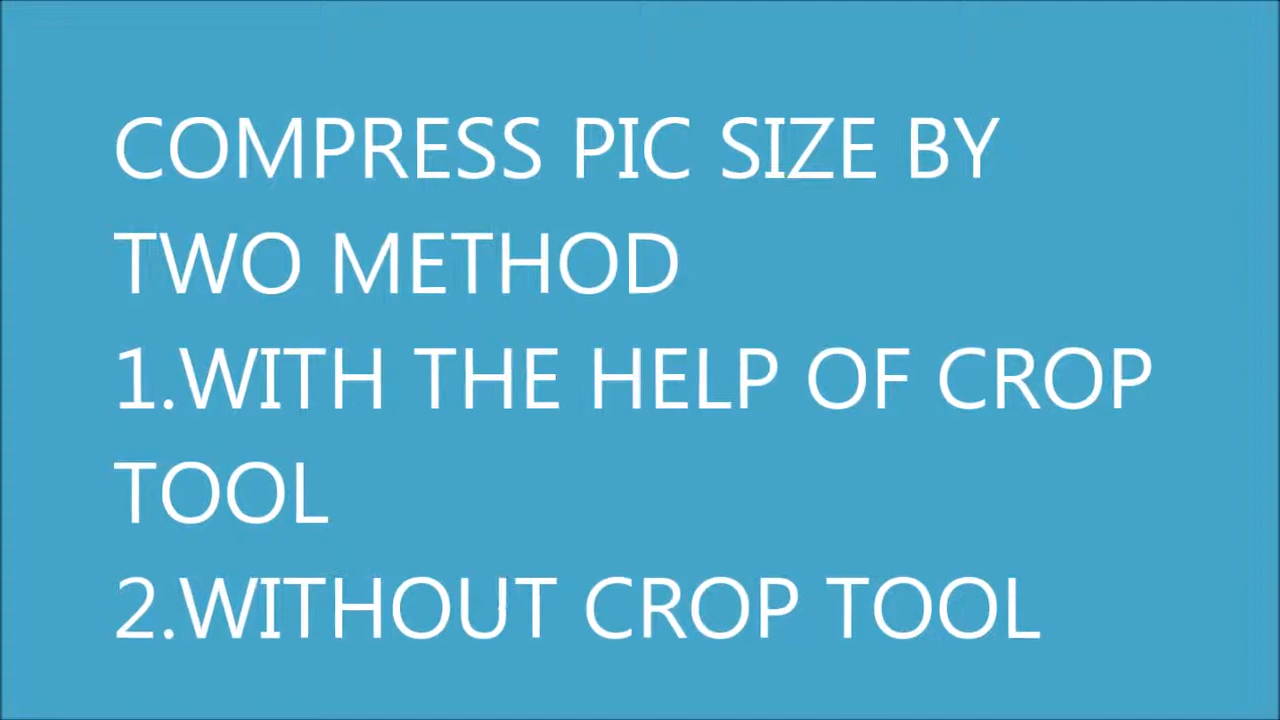 COMPRESS PIC SIZE BY
TWO METHOD
1.WITH THE HELP OF CROP
TOOL
2.WITHOUT CROP TOOL